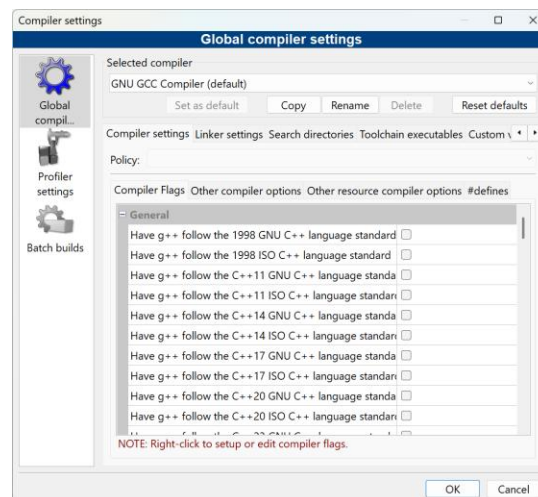 Compiler settings
Global compiler settings
Global
compil...
Profiler
settings
Batch builds
Selected compiler
GNU GCC Compiler (default)
Set as default Copy Rename Delete Reset defaults
Compiler settings Linker settings Search directories Toolchain executables Custom
Policy:
Compiler Flags Other compiler options Other resource compiler options #defines
General
Have g++ follow the 1998 GNU C++ language standard
Have g++ follow the 1998 ISO C++ language standard
Have g++ follow the C++11 GNU C++ language standa
Have g++ follow the C++11 ISO C++ language standar
Have g++ follow the C++14 GNU C++ language standa
Have g++ follow the C++14 ISO C++ language standar
Have g++ follow the C++17 GNU C++ language standa
Have g++ follow the C++17 ISO C++ language standar
Have g++ follow the C++20 GNU C++ language standa
Have g++ follow the C++20 ISO C++ language standar
NOTE: Right-click to setup or edit compiler flags.
OK Cancel